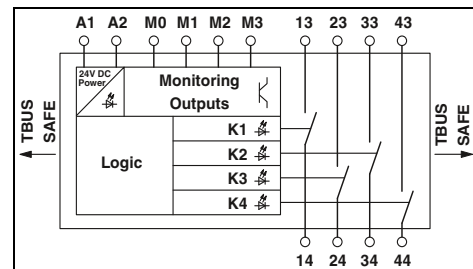 A1 A2 M0 M1 M2 M3 13 23 33 43
24V DC
Power
Monitoring
Outputs
TBUS
SAFE
TBUS
SAFE
Logic
K1
K2
K3
K4
14 24 34 44